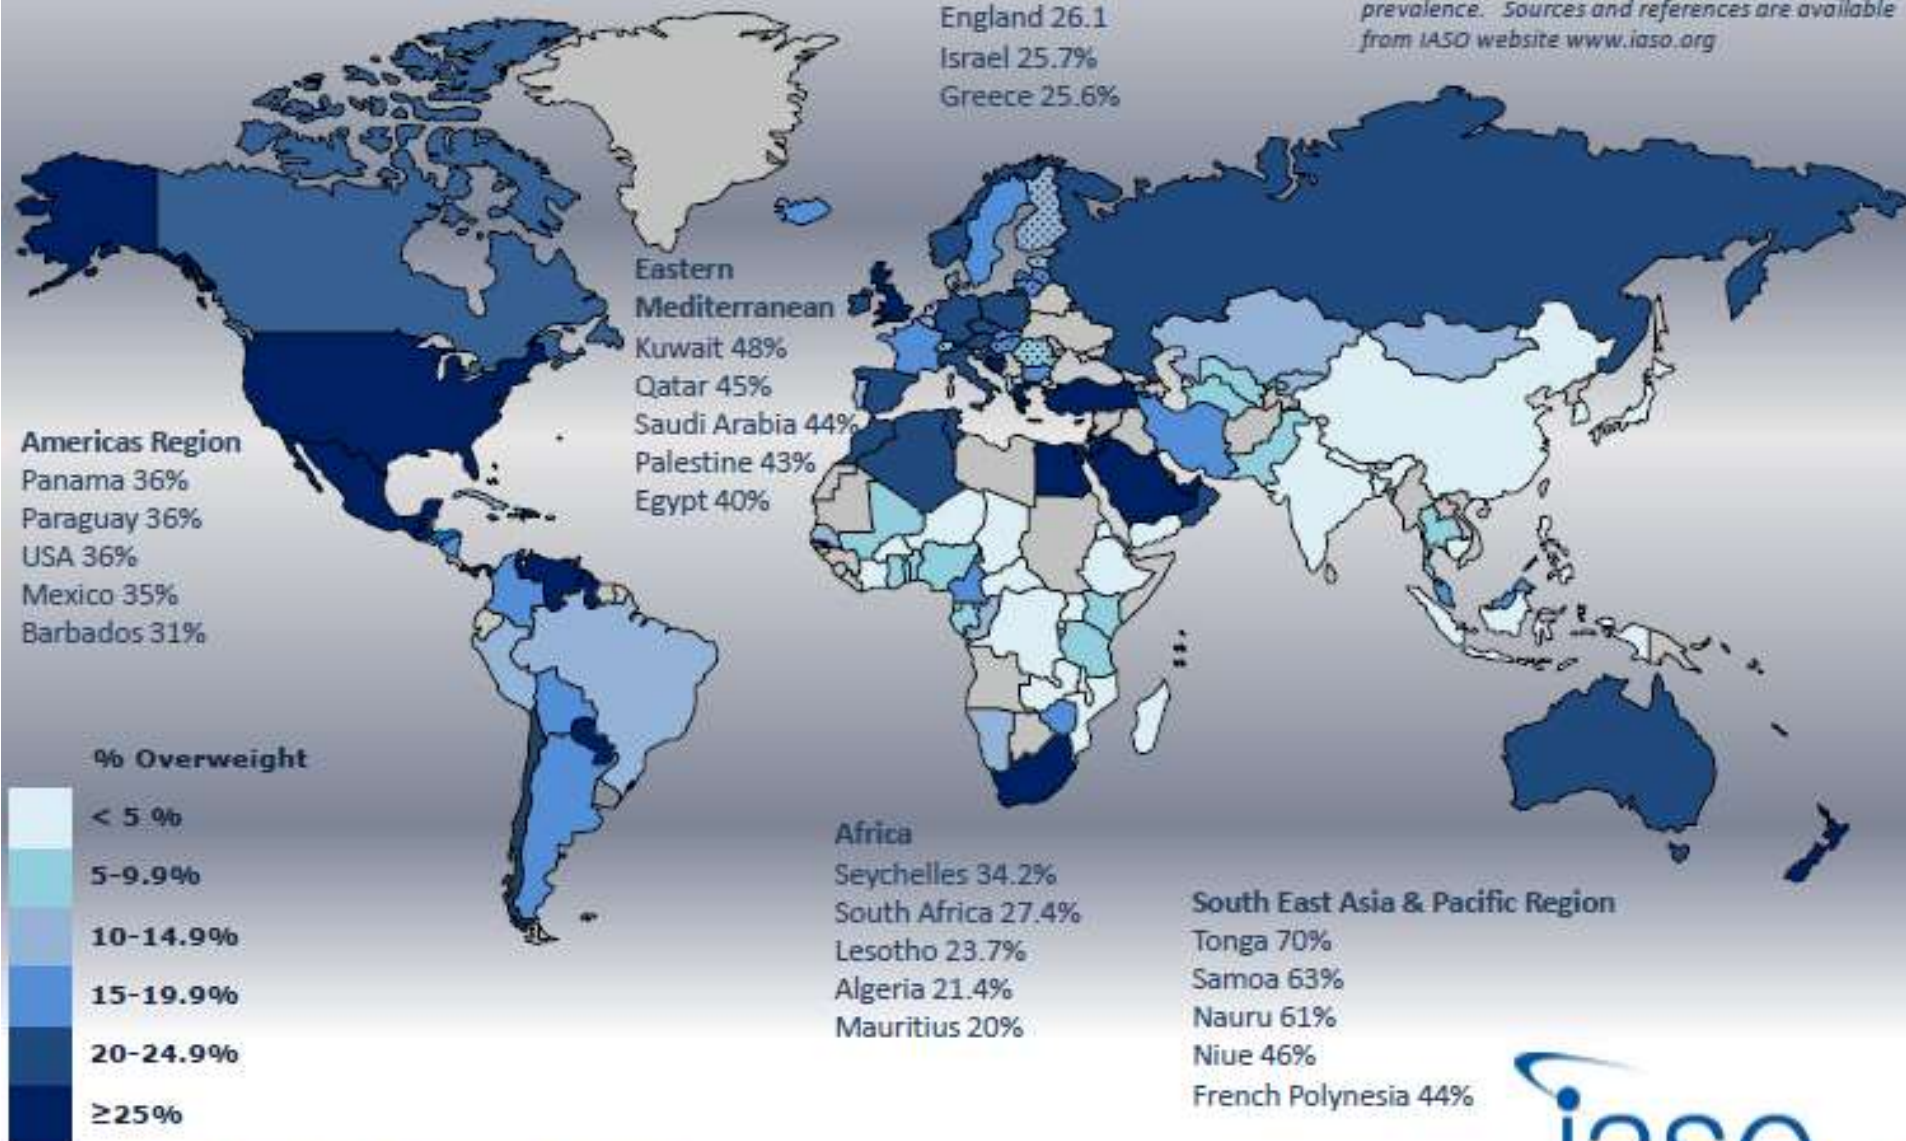 England 26.1
Israel 25.7%
Greece 25.6%
prevalence. Sources and references are available
from IASO website www.iaso.org
Eastern
Mediterranean
Kuwait 48%
Qatar 45%
Saudi Arabia 44%
Palestine 43%
Egypt 40%
Americas Region
Panama 36%
Paraguay 36%
USA 36%
Mexico 35%
Barbados 31%
% Overweight
< 5 %
5-9.9%
10-14.9%
15-19.9%
20-24.9%
≥25%
Africa
Seychelles 34.2%
South Africa 27.4%
Lesotho 23.7%
Algeria 21.4%
Mauritius 20%
South East Asia & Pacific Region
Tonga 70%
Samoa 63%
Nauru 61%
Niue 46%
French Polynesia 44%
iaso